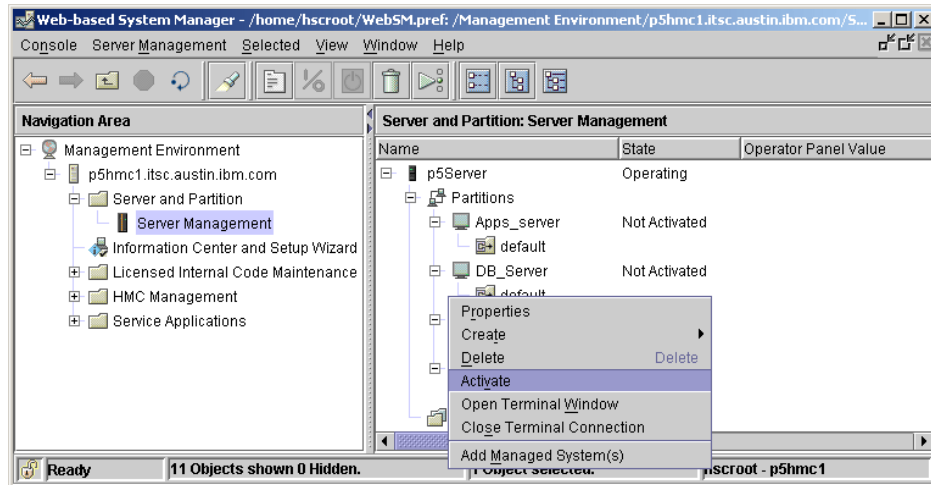 Web-based System Manager - /home/hscroot/WebSM.pref: /Management Environment/p5hmc1.itsc.austin.ibm.com/S...
Console Server Management Selected View Window Help
Navigation Area
Management Environment
p5hmc1.itsc.austin.ibm.com
Server and Partition
Server Management
Information Center and Setup Wizard
Licensed Internal Code Maintenance
HMC Management
Service Applications
Server and Partition: Server Management
Name State Operator Panel Value
p5Server Operating
Partitions
Apps_server Not Activated
default
DB_Server Not Activated
default
Properties
Create
Delete Delete
Activate
Open Terminal Window
Close Terminal Connection
Add Managed System(s)
Ready 11 Objects shown 0 Hidden. 1 Object selected. hscroot - p5hmc1